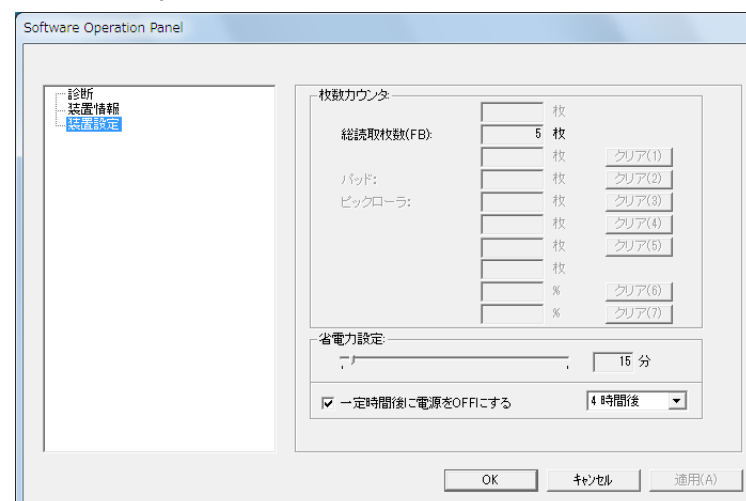 Software Operation Panel
診断
装置情報
装置設定
枚数カウンタ:
枚
総読取枚数(FB): 5 枚
枚 クリア(1)
パッド: 枚 クリア(2)
ピックローラ: 枚 クリア(3)
枚 クリア(4)
枚 クリア(5)
枚
% クリア(6)
% クリア(7)
省電力設定:
15 分
一定時間後に電源をOFFにする 4 時間後
OK キャンセル 適用(A)